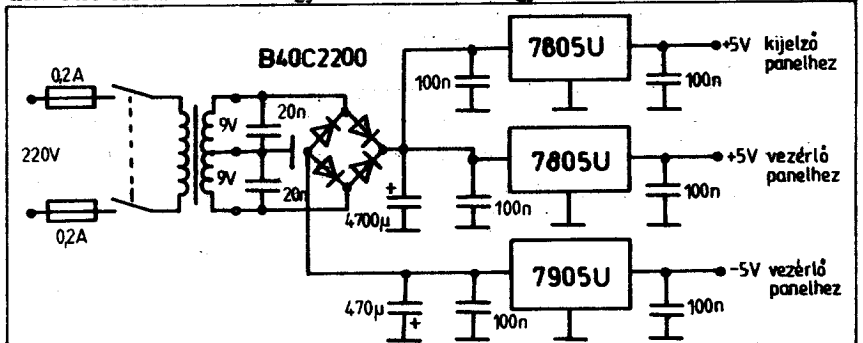 B40C2200
0,2A
220V
0,2A
9V
9V
20n
20n
4700µ
+
470µ
+
100n
7805U
100n
+5V kijelző
panelhez
100n
7805U
100n
+5V vezérlő
panelhez
100n
7905U
100n
-5V vezérlő
panelhez